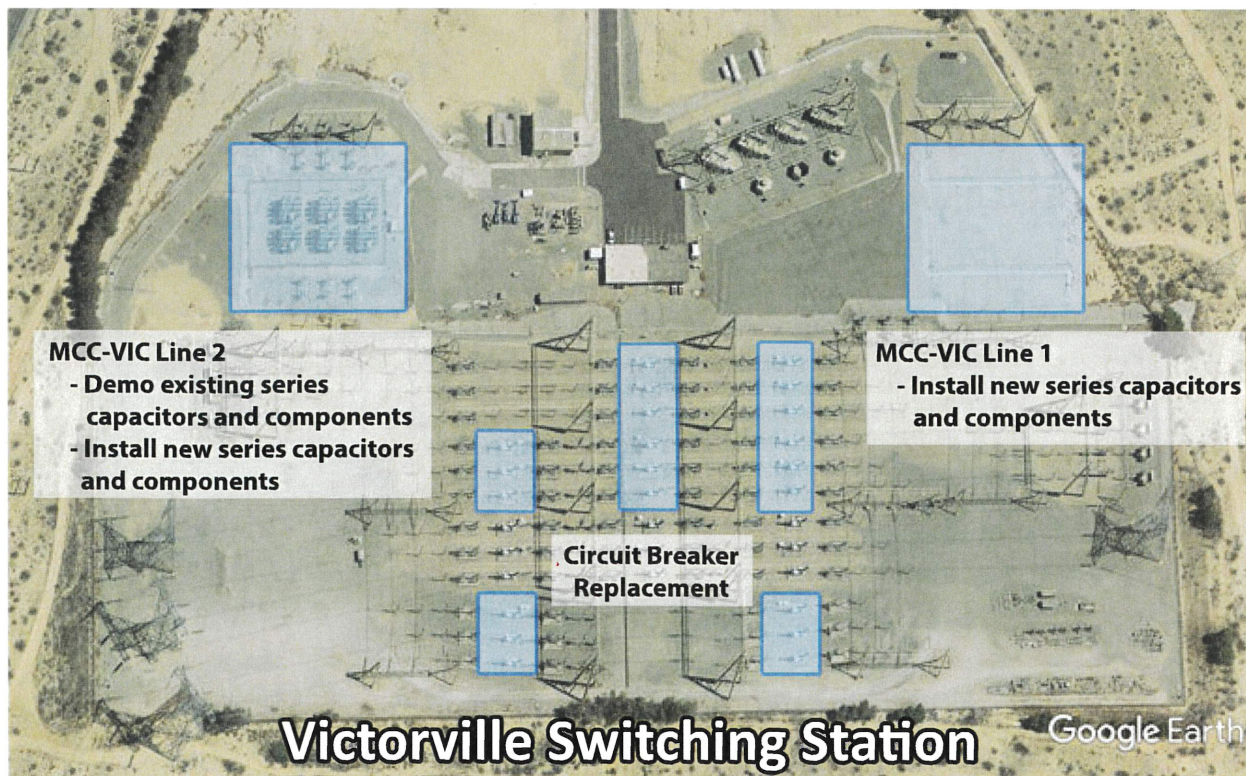 MCC-VIC Line 2
- Demo existing series
capacitors and components
- Install new series capacitors
and components
MCC-VIC Line 1
- Install new series capacitors
and components
Circuit Breaker
Replacement
Victorville Switching Station
Google Earth